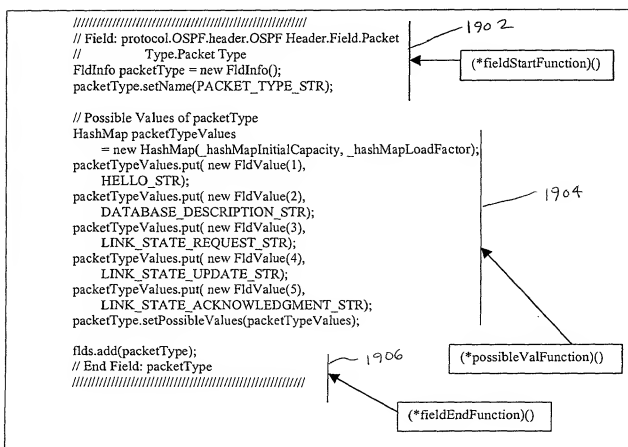 ////////////////////////////////////////////////////////////
// Field: protocol.OSPF.header.OSPF Header.Field.Packet
// Type.Packet Type
FldInfo packetType = new FldInfo();
packetType.setName(PACKET_TYPE_STR);
1902
(*fieldStartFunction)()
// Possible Values of packetType
HashMap packetTypeValues
= new HashMap(_hashMapInitialCapacity, _hashMapLoadFactor);
packetTypeValues.put( new FldValue(1),
HELLO_STR);
packetTypeValues.put( new FldValue(2),
DATABASE_DESCRIPTION_STR);
packetTypeValues.put( new FldValue(3),
LINK_STATE_REQUEST_STR);
packetTypeValues.put( new FldValue(4),
LINK_STATE_UPDATE_STR);
packetTypeValues.put( new FldValue(5),
LINK_STATE_ACKNOWLEDGMENT_STR);
packetType.setPossibleValues(packetTypeValues);
1904
(*possibleValFunction)()
flds.add(packetType);
// End Field: packetType
////////////////////////////////////////////////////////////
1906
(*fieldEndFunction)()